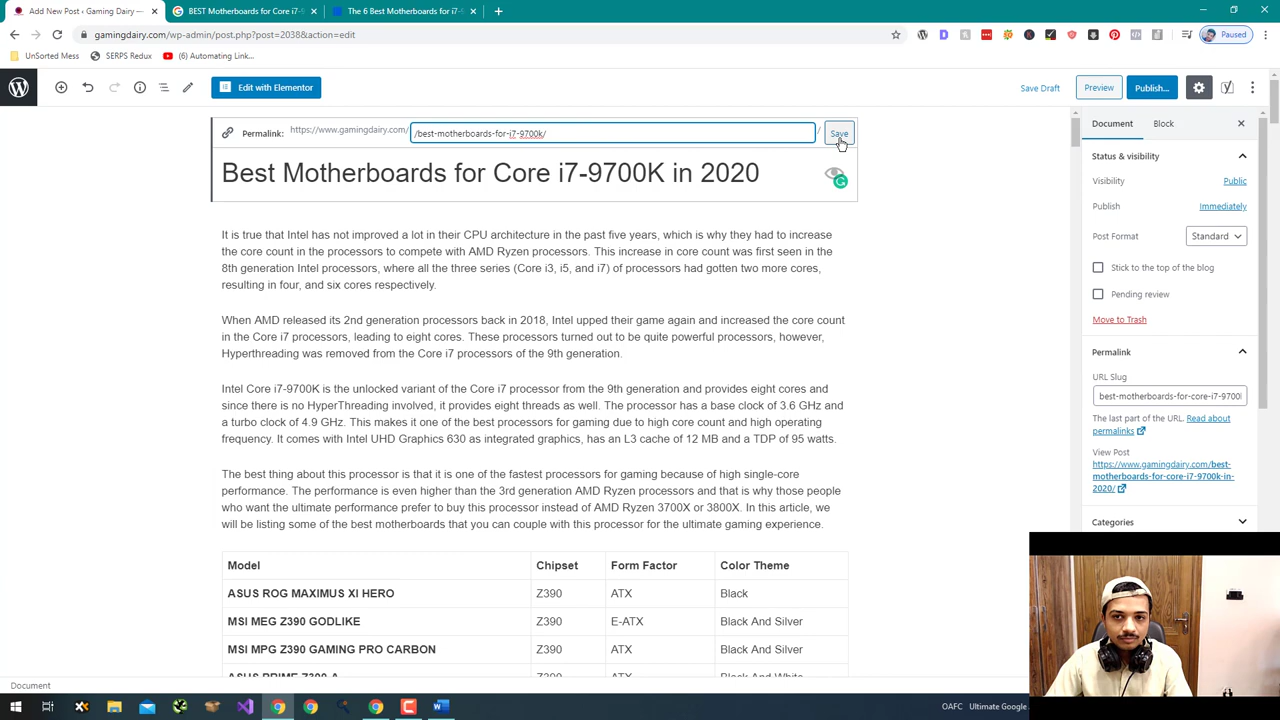 Add New Post ‹ Gaming Dairy —
BEST Motherboards for Core i7-9
The 6 Best Motherboards for i7-9
gamingdairy.com/wp-admin/post.php?post=2038&action=edit
Paused
UnSorted Mess
SERPS Redux
(6) Automating Link...
Edit with Elementor
Save Draft
Preview
Publish...
Permalink:
https://www.gamingdairy.com/
/best-motherboards-for-i7-9700k/
/
Save
Best Motherboards for Core i7-9700K in 2020
It is true that Intel has not improved a lot in their CPU architecture in the past five years, which is why they had to increase
the core count in the processors to compete with AMD Ryzen processors. This increase in core count was first seen in the
8th generation Intel processors, where all the three series (Core i3, i5, and i7) of processors had gotten two more cores,
resulting in four, and six cores respectively.
When AMD released its 2nd generation processors back in 2018, Intel upped their game again and increased the core count
in the Core i7 processors, leading to eight cores. These processors turned out to be quite powerful processors, however,
Hyperthreading was removed from the Core i7 processors of the 9th generation.
Intel Core i7-9700K is the unlocked variant of the Core i7 processor from the 9th generation and provides eight cores and
since there is no HyperThreading involved, it provides eight threads as well. The processor has a base clock of 3.6 GHz and
a turbo clock of 4.9 GHz. This makes it one of the best processors for gaming due to high core count and high operating
frequency. It comes with Intel UHD Graphics 630 as integrated graphics, has an L3 cache of 12 MB and a TDP of 95 watts.
The best thing about this processor is that it is one of the fastest processors for gaming because of high single-core
performance. The performance is even higher than the 3rd generation AMD Ryzen processors and that is why those people
who want the ultimate performance prefer to buy this processor instead of AMD Ryzen 3700X or 3800X. In this article, we
will be listing some of the best motherboards that you can couple with this processor for the ultimate gaming experience.
Model Chipset Form Factor Color Theme
ASUS ROG MAXIMUS XI HERO Z390 ATX Black
MSI MEG Z390 GODLIKE Z390 E-ATX Black And Silver
MSI MPG Z390 GAMING PRO CARBON Z390 ATX Black And Silver
ASUS PRIME Z390-A Z390 ATX Black And White
Document
Block
Status & visibility
Visibility
Public
Publish
Immediately
Post Format
Standard
Stick to the top of the blog
Pending review
Move to Trash
Permalink
URL Slug
best-motherboards-for-core-i7-9700
The last part of the URL. Read about
permalinks
View Post
https://www.gamingdairy.com/best-
motherboards-for-core-i7-9700k-in-
2020/
Categories
Document
OAFC
Ultimate Google